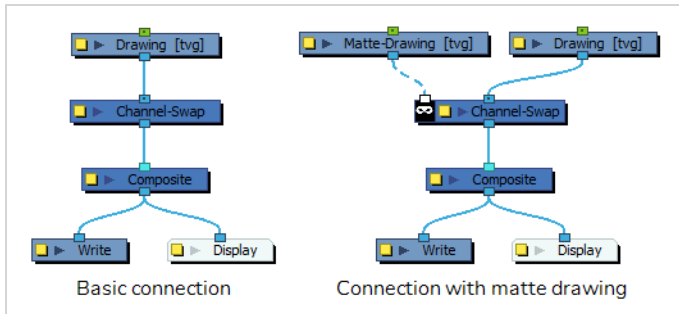 Drawing [tvg]
Matte-Drawing [tvg]
Drawing [tvg]
Channel-Swap
Channel-Swap
Composite
Composite
Write
Display
Write
Display
Basic connection
Connection with matte drawing